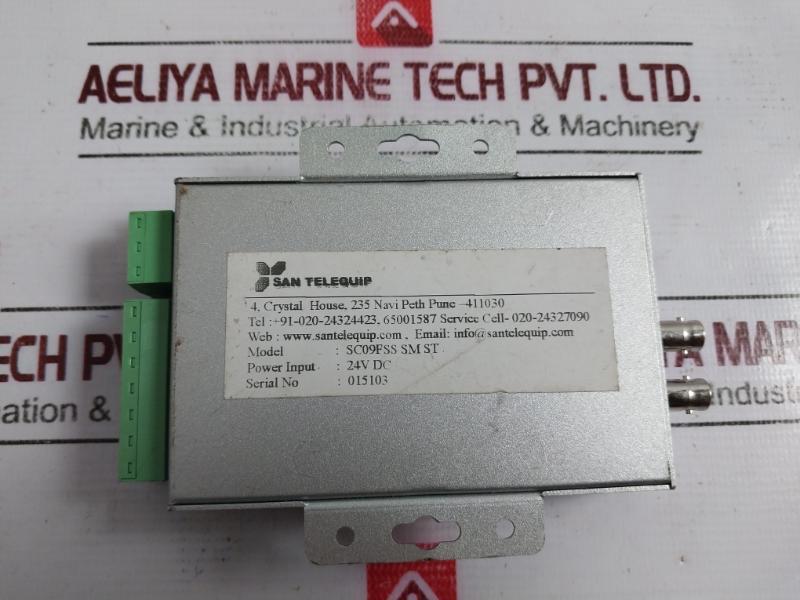 AELIYA MARINE TECH PVT. LTD.
Marine & Industrial Automation & Machinery
SAN TELEQUIP
4, Crystal House, 235 Navi Peth Pune -411030
Tel :+91-020-24324423, 65001587 Service Cell- 020-24327090
Web : www.santelequip.com , Email: info@santelequip.com
Model : SC09FSS SM ST
Power Input : 24V DC
Serial No : 015103
ECH PV
ation &
A MAR
ndustri